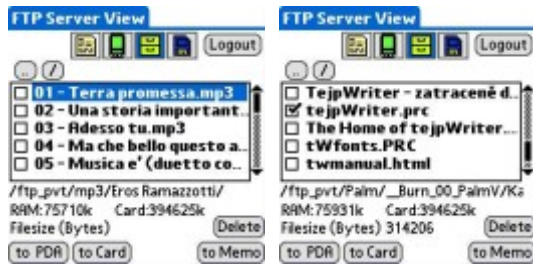 FTP Server View
Logout
.. /
01 - Terra promessa.mp3
02 - Una storia important..
03 - Adesso tu.mp3
04 - Ma che bello questo a..
05 - Musica e' (duetto co..
/ftp_pvt/mp3/Eros Ramazzotti/
RAM:75710k Card:394625k
Filesize (Bytes) Delete
to PDA to Card to Memo
FTP Server View
Logout
.. /
TejpWriter - zatraceně d..
tejpWriter.prc
The Home of tejpWriter....
tWfonts.PRC
twmanual.html
/ftp_pvt/Palm/__Burn_00_PalmV/Ka
RAM:75931k Card:394625k
Filesize (Bytes) 314206 Delete
to PDA to Card to Memo